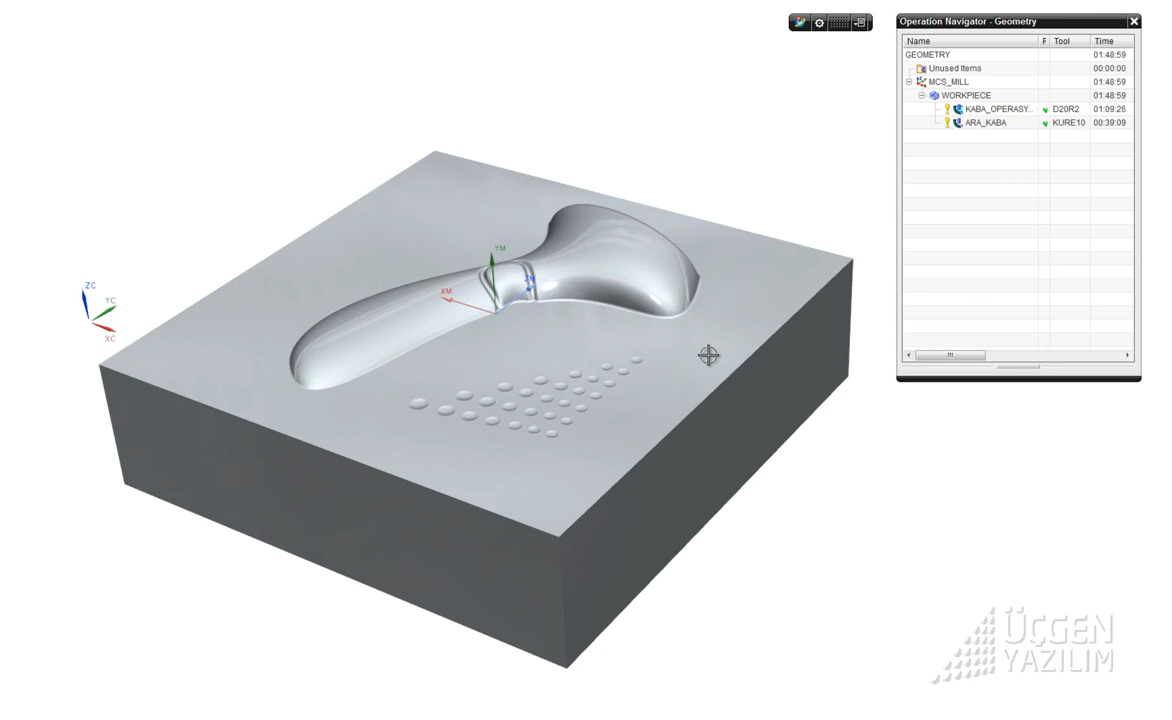 Operation Navigator - Geometry
Name F Tool Time
GEOMETRY 01:48:59
Unused Items 00:00:00
MCS_MILL 01:48:59
WORKPIECE 01:48:59
KABA_OPERASY... D20R2 01:09:26
ARA_KABA KURE10 00:39:09
YM
XM
ZC
YC
XC
ÜÇGEN
YAZILIM